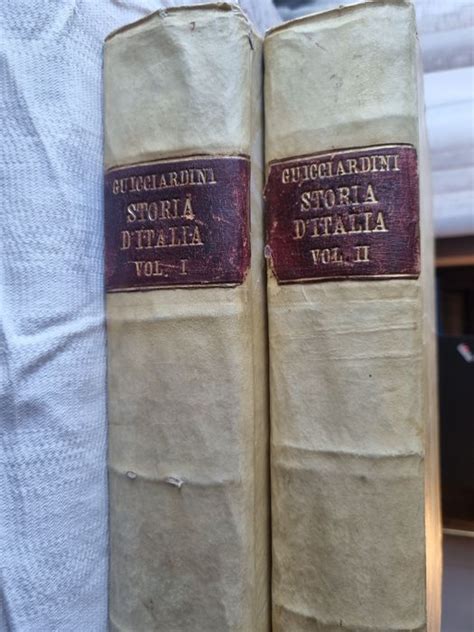 GUICCIARDINI
STORIA
D'ITALIA
VOL. I
GUICCIARDINI
STORIA
D'ITALIA
VOL. II